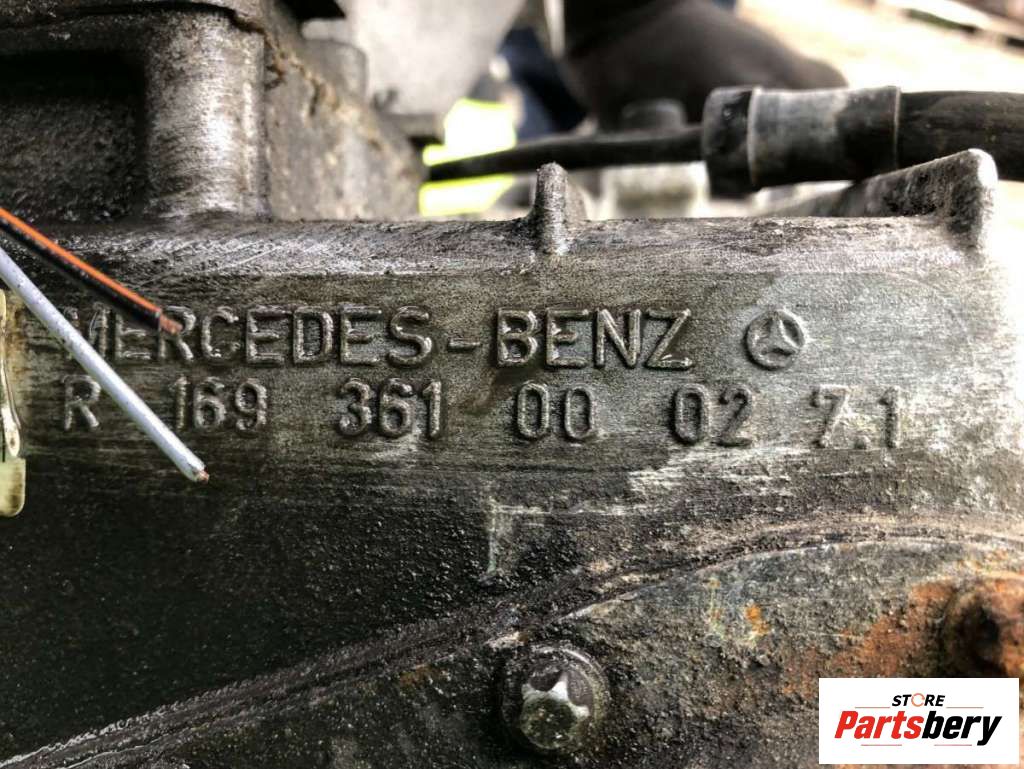 MERCEDES-BENZ
R 169 361 00 02 7.1
STORE
Partsbery